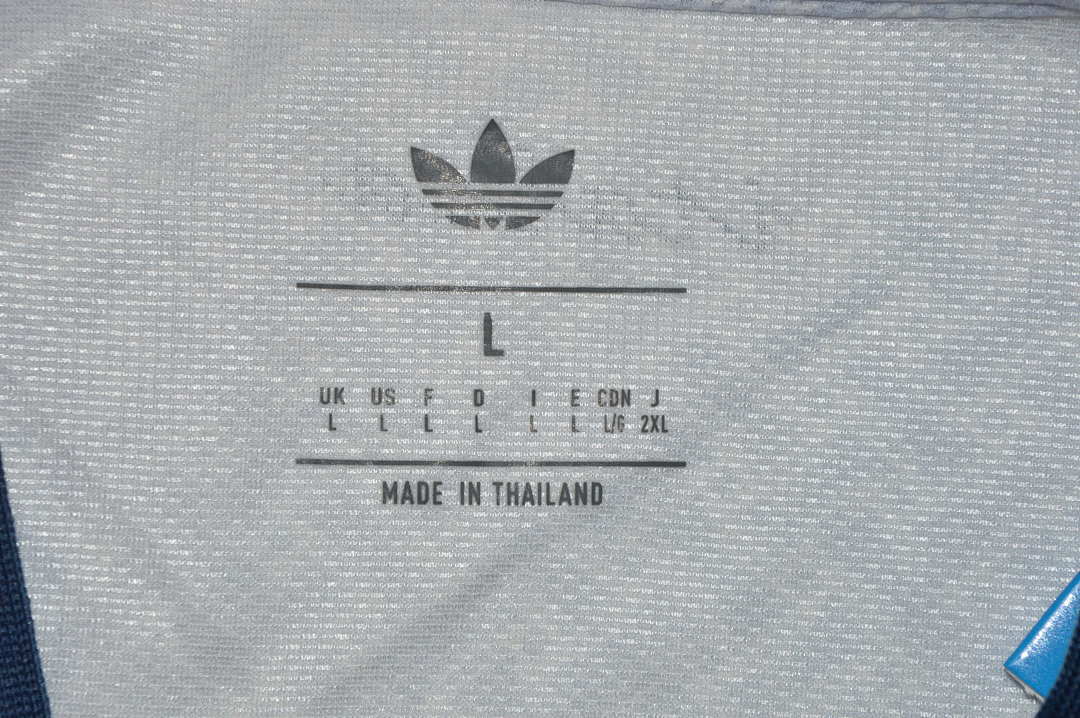 L
UK US F D I E CDN J
L L L L L L L/G 2XL
MADE IN THAILAND